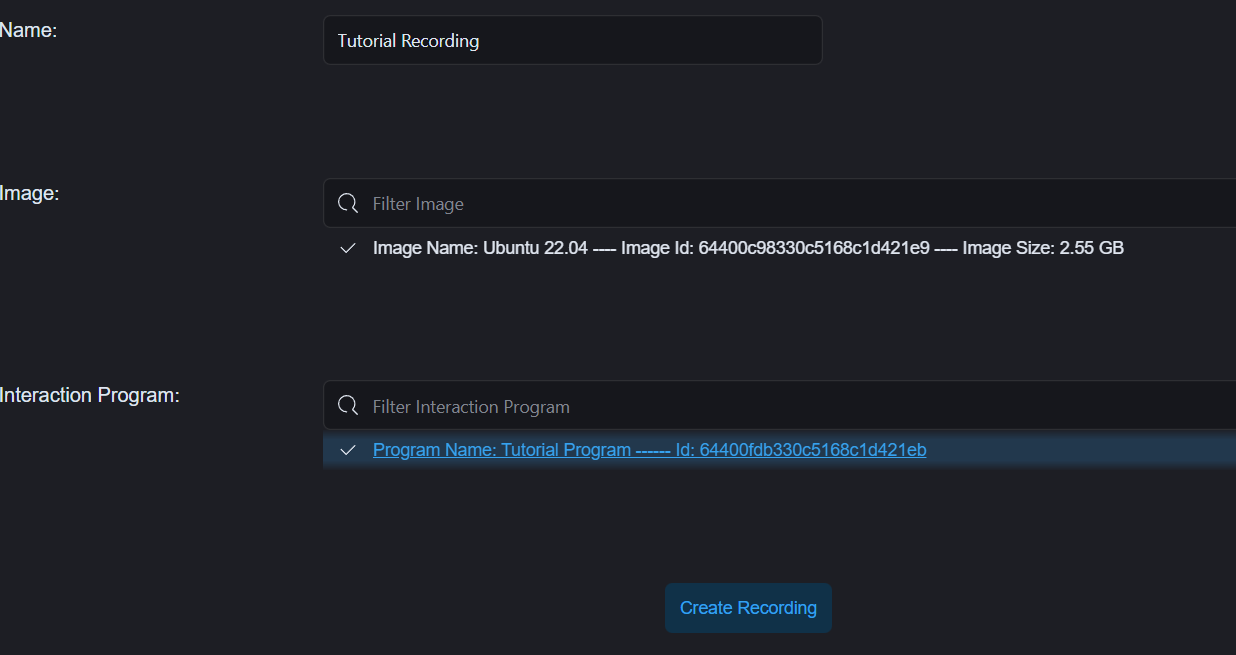 Name:
Tutorial Recording
Image:
Filter Image
Image Name: Ubuntu 22.04 ---- Image Id: 64400c98330c5168c1d421e9 ---- Image Size: 2.55 GB
Interaction Program:
Filter Interaction Program
Program Name: Tutorial Program ------ Id: 64400fdb330c5168c1d421eb
Create Recording